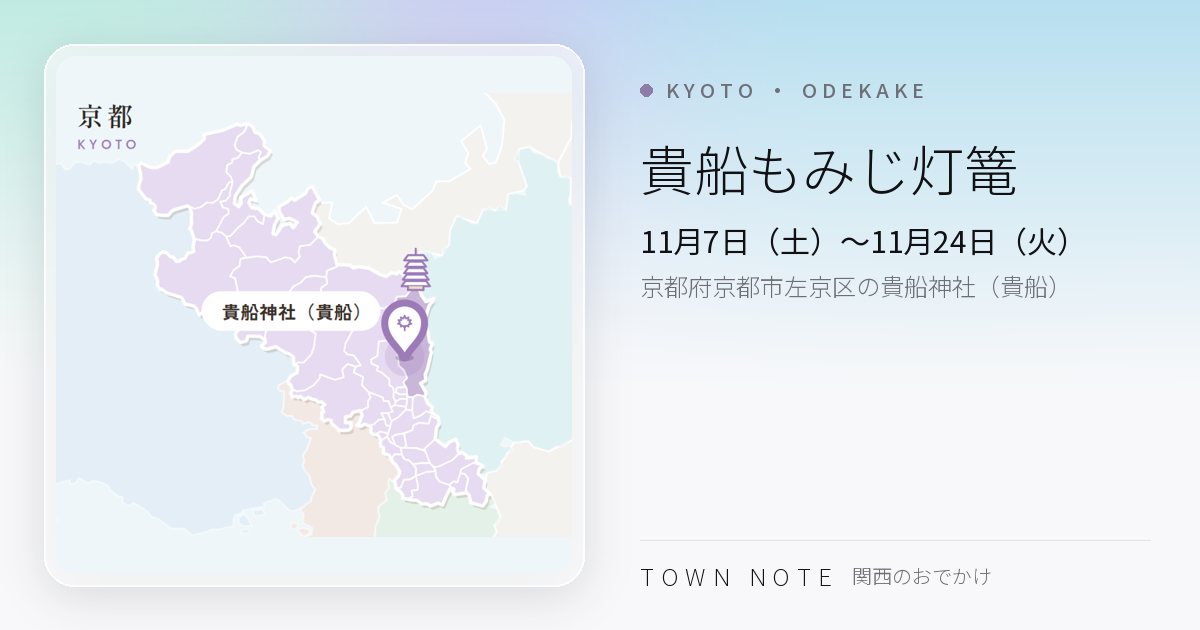 京都
KYOTO
貴船神社（貴船）
KYOTO • ODEKAKE
貴船もみじ灯篭
11月7日（土）〜11月24日（火）
京都府京都市左京区の貴船神社（貴船）
TOWN NOTE 関西のおでかけ